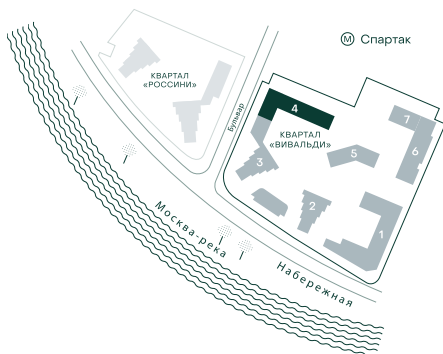 М Спартак
КВАРТАЛ
«РОССИНИ»
Бульвар
4
7
КВАРТАЛ
«ВИВАЛЬДИ»
6
5
3
2
1
Москва-река
Набережная